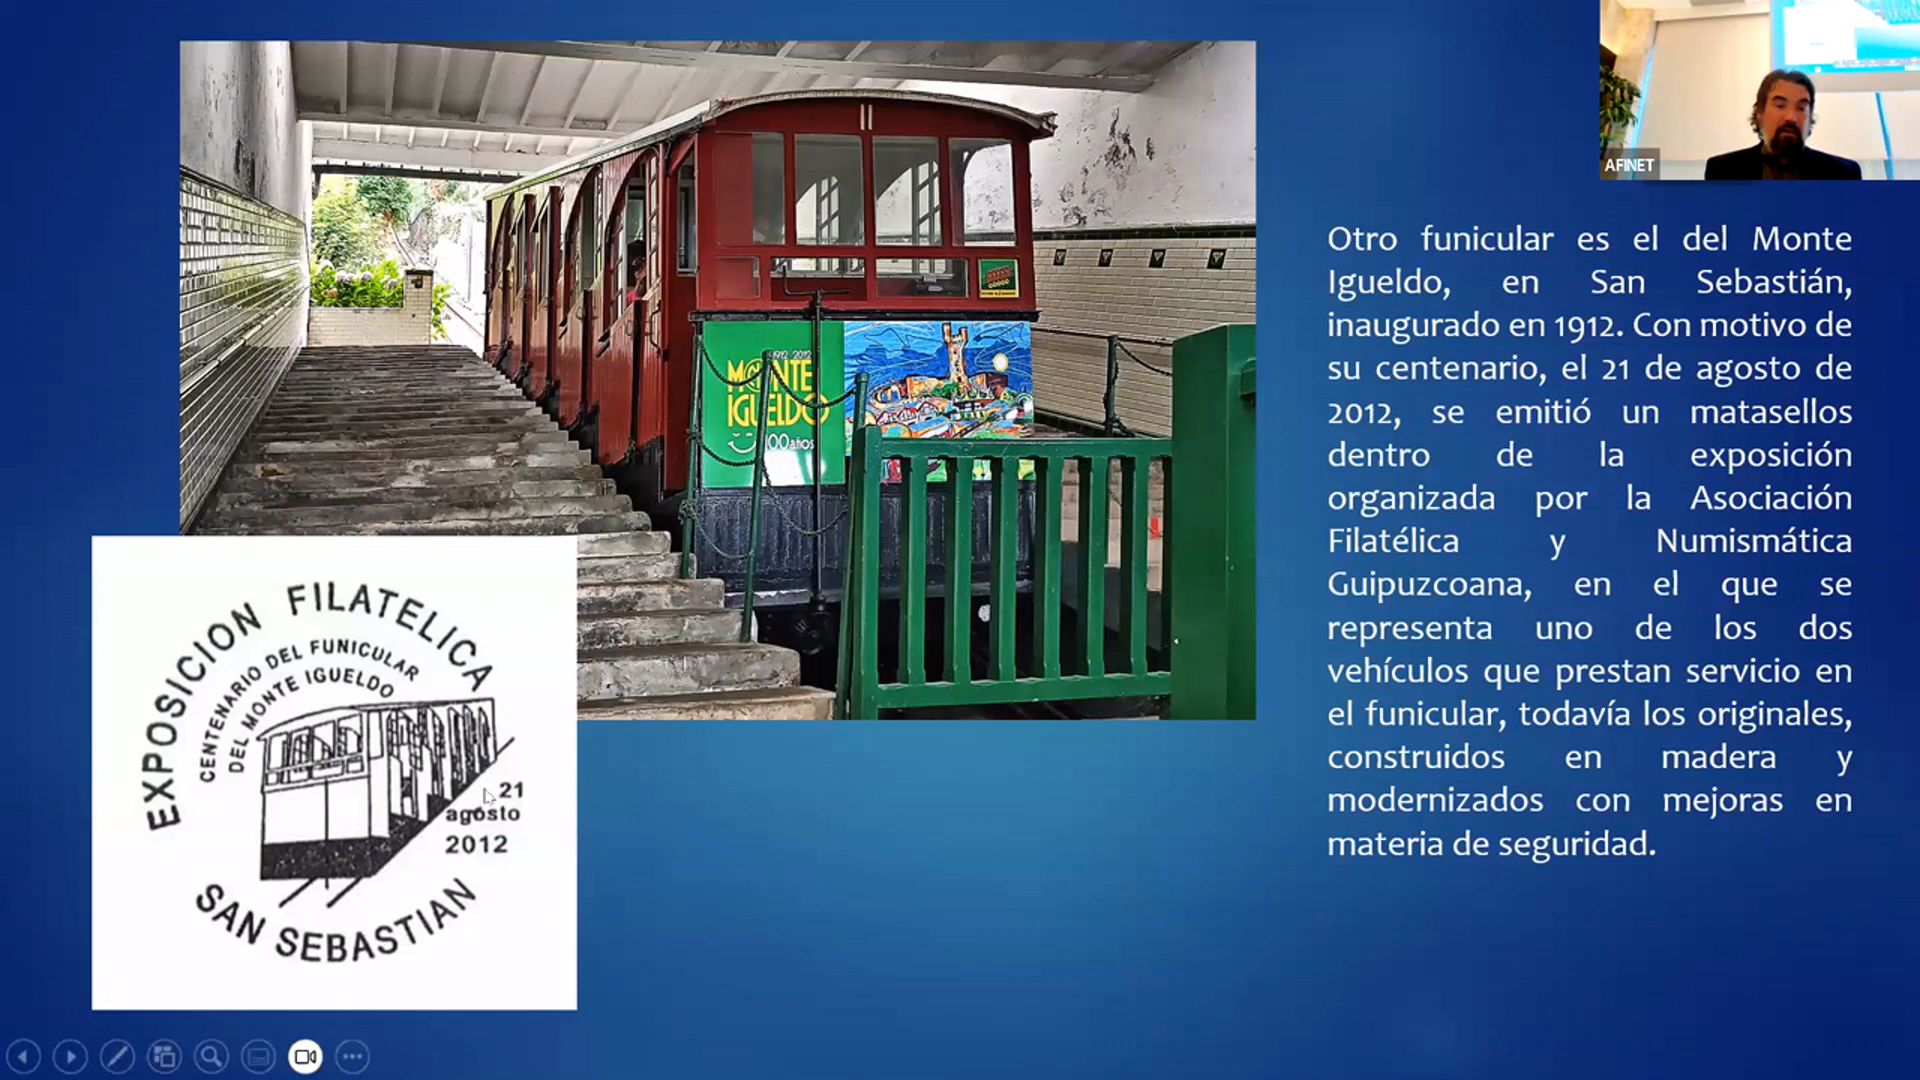 AFINET
Otro funicular es el del Monte
Igueldo, en San Sebastián,
inaugurado en 1912. Con motivo de
su centenario, el 21 de agosto de
2012, se emitió un matasellos
dentro de la exposición
organizada por la Asociación
Filatélica y Numismática
Guipuzcoana, en el que se
representa uno de los dos
vehículos que prestan servicio en
el funicular, todavía los originales,
construidos en madera y
modernizados con mejoras en
materia de seguridad.
1912 2012
M@NTE
IGUELDO
100años
EXPOSICION FILATELICA
CENTENARIO DEL FUNICULAR
DEL MONTE IGUELDO
21
agosto
2012
SAN SEBASTIAN